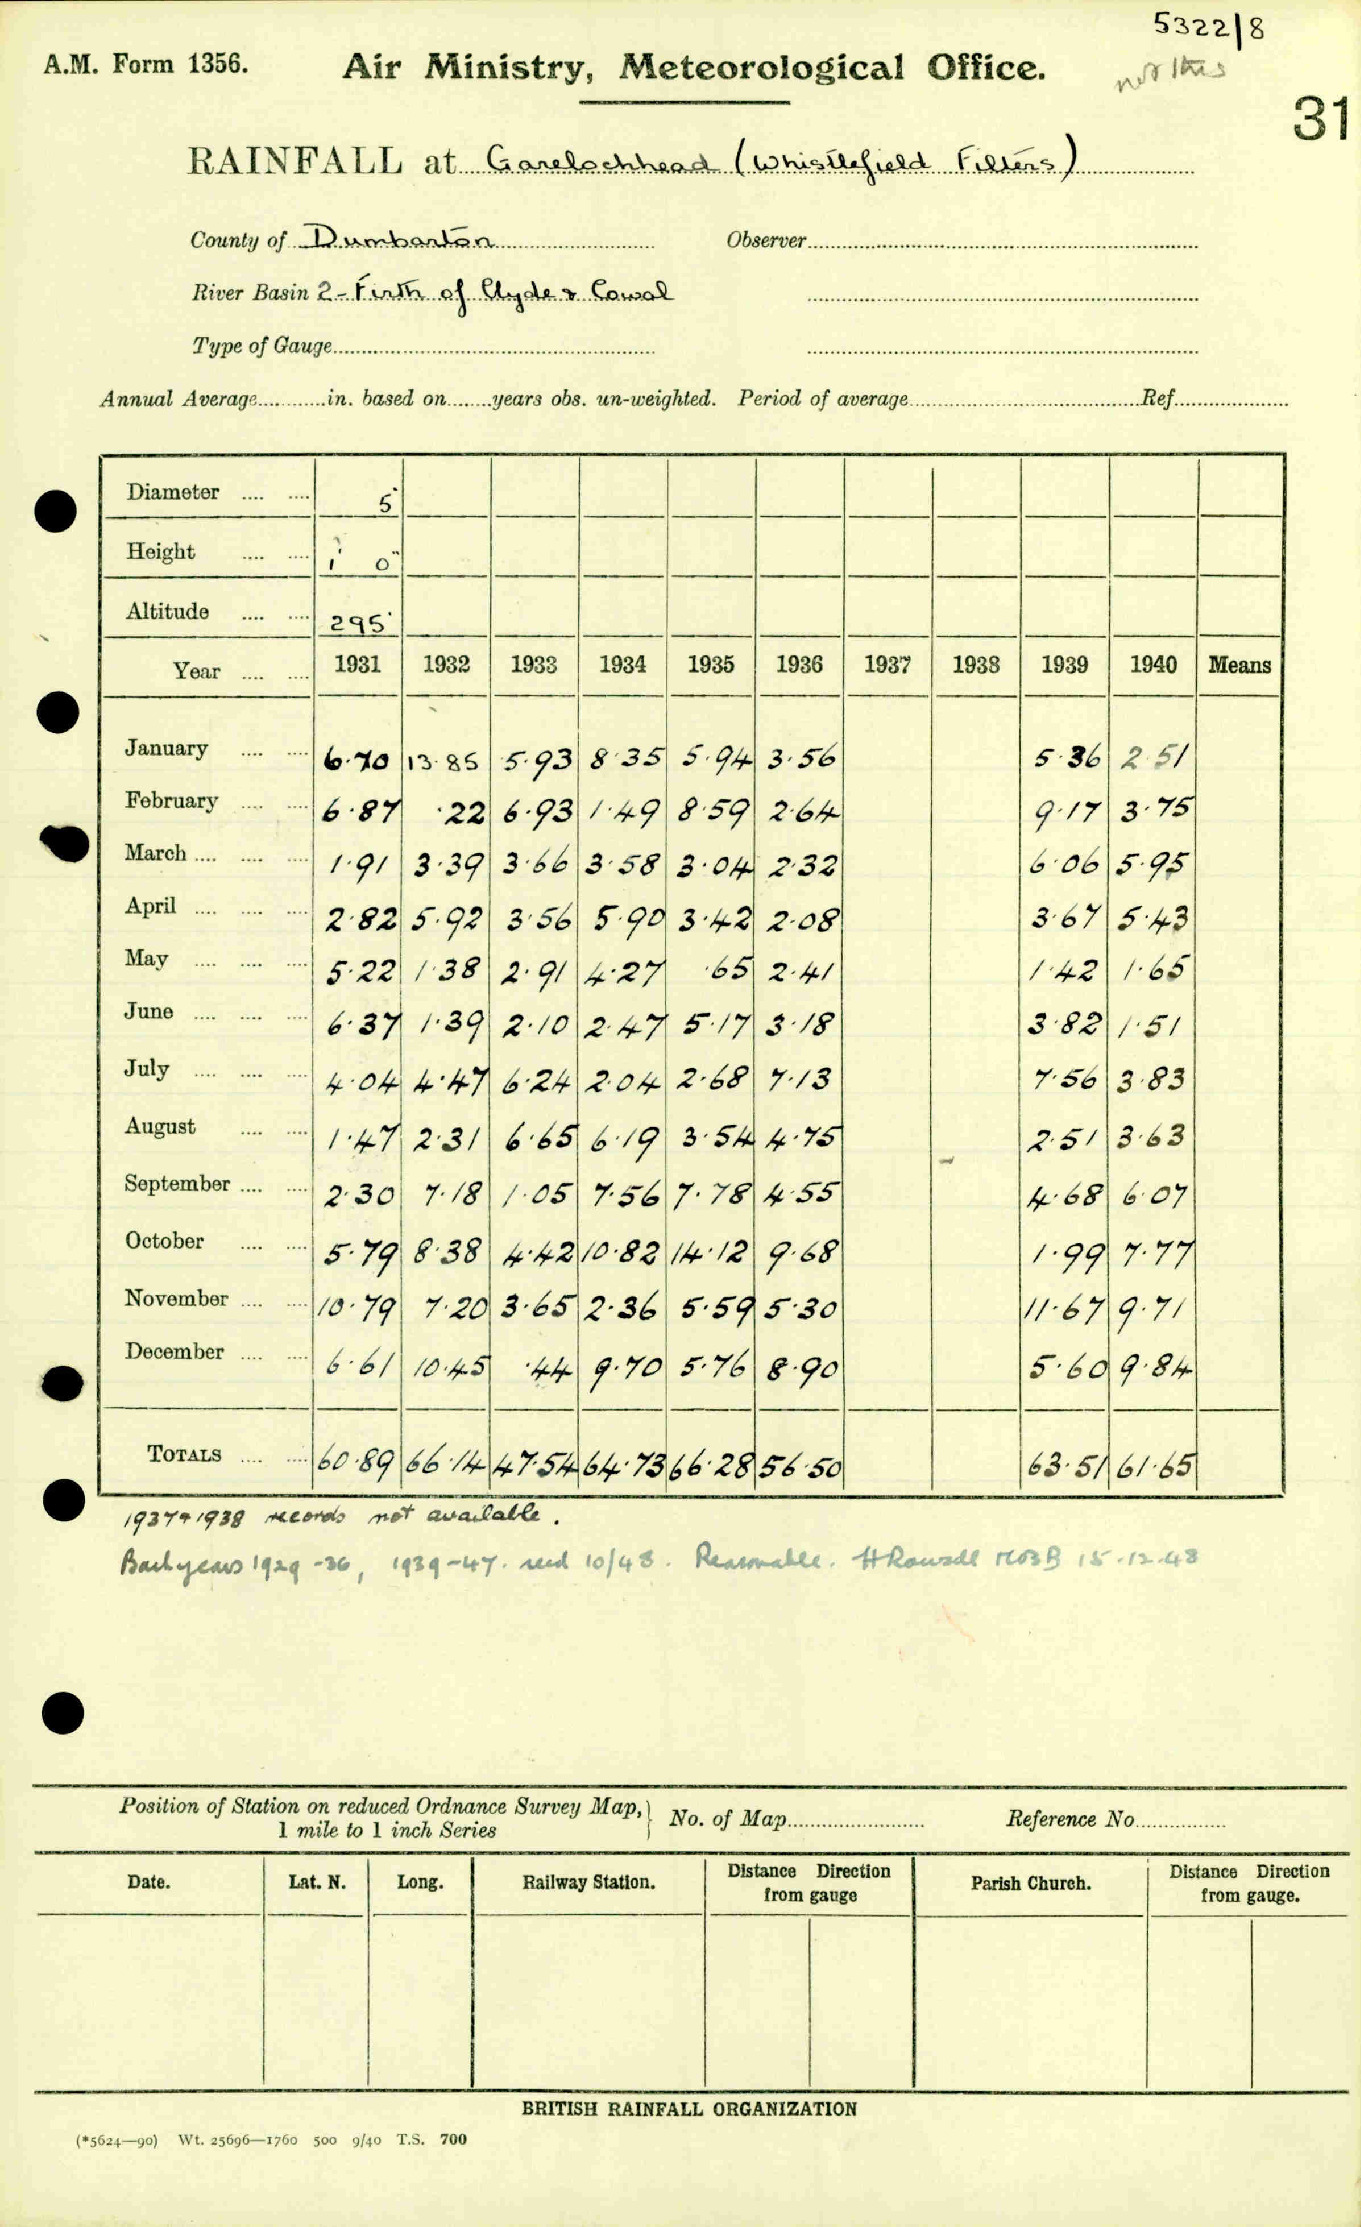 5322/8
A.M. Form 1356. Air Ministry, Meteorological Office.
not this
31
RAINFALL at Garelochhead (Whistlefield Filters)
County of Dumbarton Observer
River Basin 2 - Firth of Clyde & Cowal
Type of Gauge
Annual Average in. based on years obs. un-weighted. Period of average Ref.
Diameter 5"
Height 1' 0"
Altitude 295'
Year 1931 1932 1933 1934 1935 1936 1937 1938 1939 1940 Means
January 6.70 13.85 5.93 8.35 5.94 3.56 5.36 2.51
February 6.87 .22 6.93 1.49 8.59 2.64 9.17 3.75
March 1.91 3.39 3.66 3.58 3.04 2.32 6.06 5.95
April 2.82 5.92 3.56 5.90 3.42 2.08 3.67 5.43
May 5.22 1.38 2.91 4.27 .65 2.41 1.42 1.65
June 6.37 1.39 2.10 2.47 5.17 3.18 3.82 1.51
July 4.04 4.47 6.24 2.04 2.68 7.13 7.56 3.83
August 1.47 2.31 6.65 6.19 3.54 4.75 2.51 3.63
September 2.30 7.18 1.05 7.56 7.78 4.55 4.68 6.07
October 5.79 8.38 4.42 10.82 14.12 9.68 1.99 7.77
November 10.79 7.20 3.65 2.36 5.59 5.30 11.67 9.71
December 6.61 10.45 .44 9.70 5.76 8.90 5.60 9.84
TOTALS 60.89 66.14 47.54 64.73 66.28 56.50 63.51 61.65
1937 & 1938 records not available.
Back years 1929-36, 1939-47. recd 10/48. Reasonable. 15.12.48
Position of Station on reduced Ordnance Survey Map, 1 mile to 1 inch Series } No. of Map Reference No
Date. Lat. N. Long. Railway Station. Distance Direction from gauge Parish Church. Distance Direction from gauge.
BRITISH RAINFALL ORGANIZATION
(*5624—90) Wt. 25696—1760 500 9/40 T.S. 700